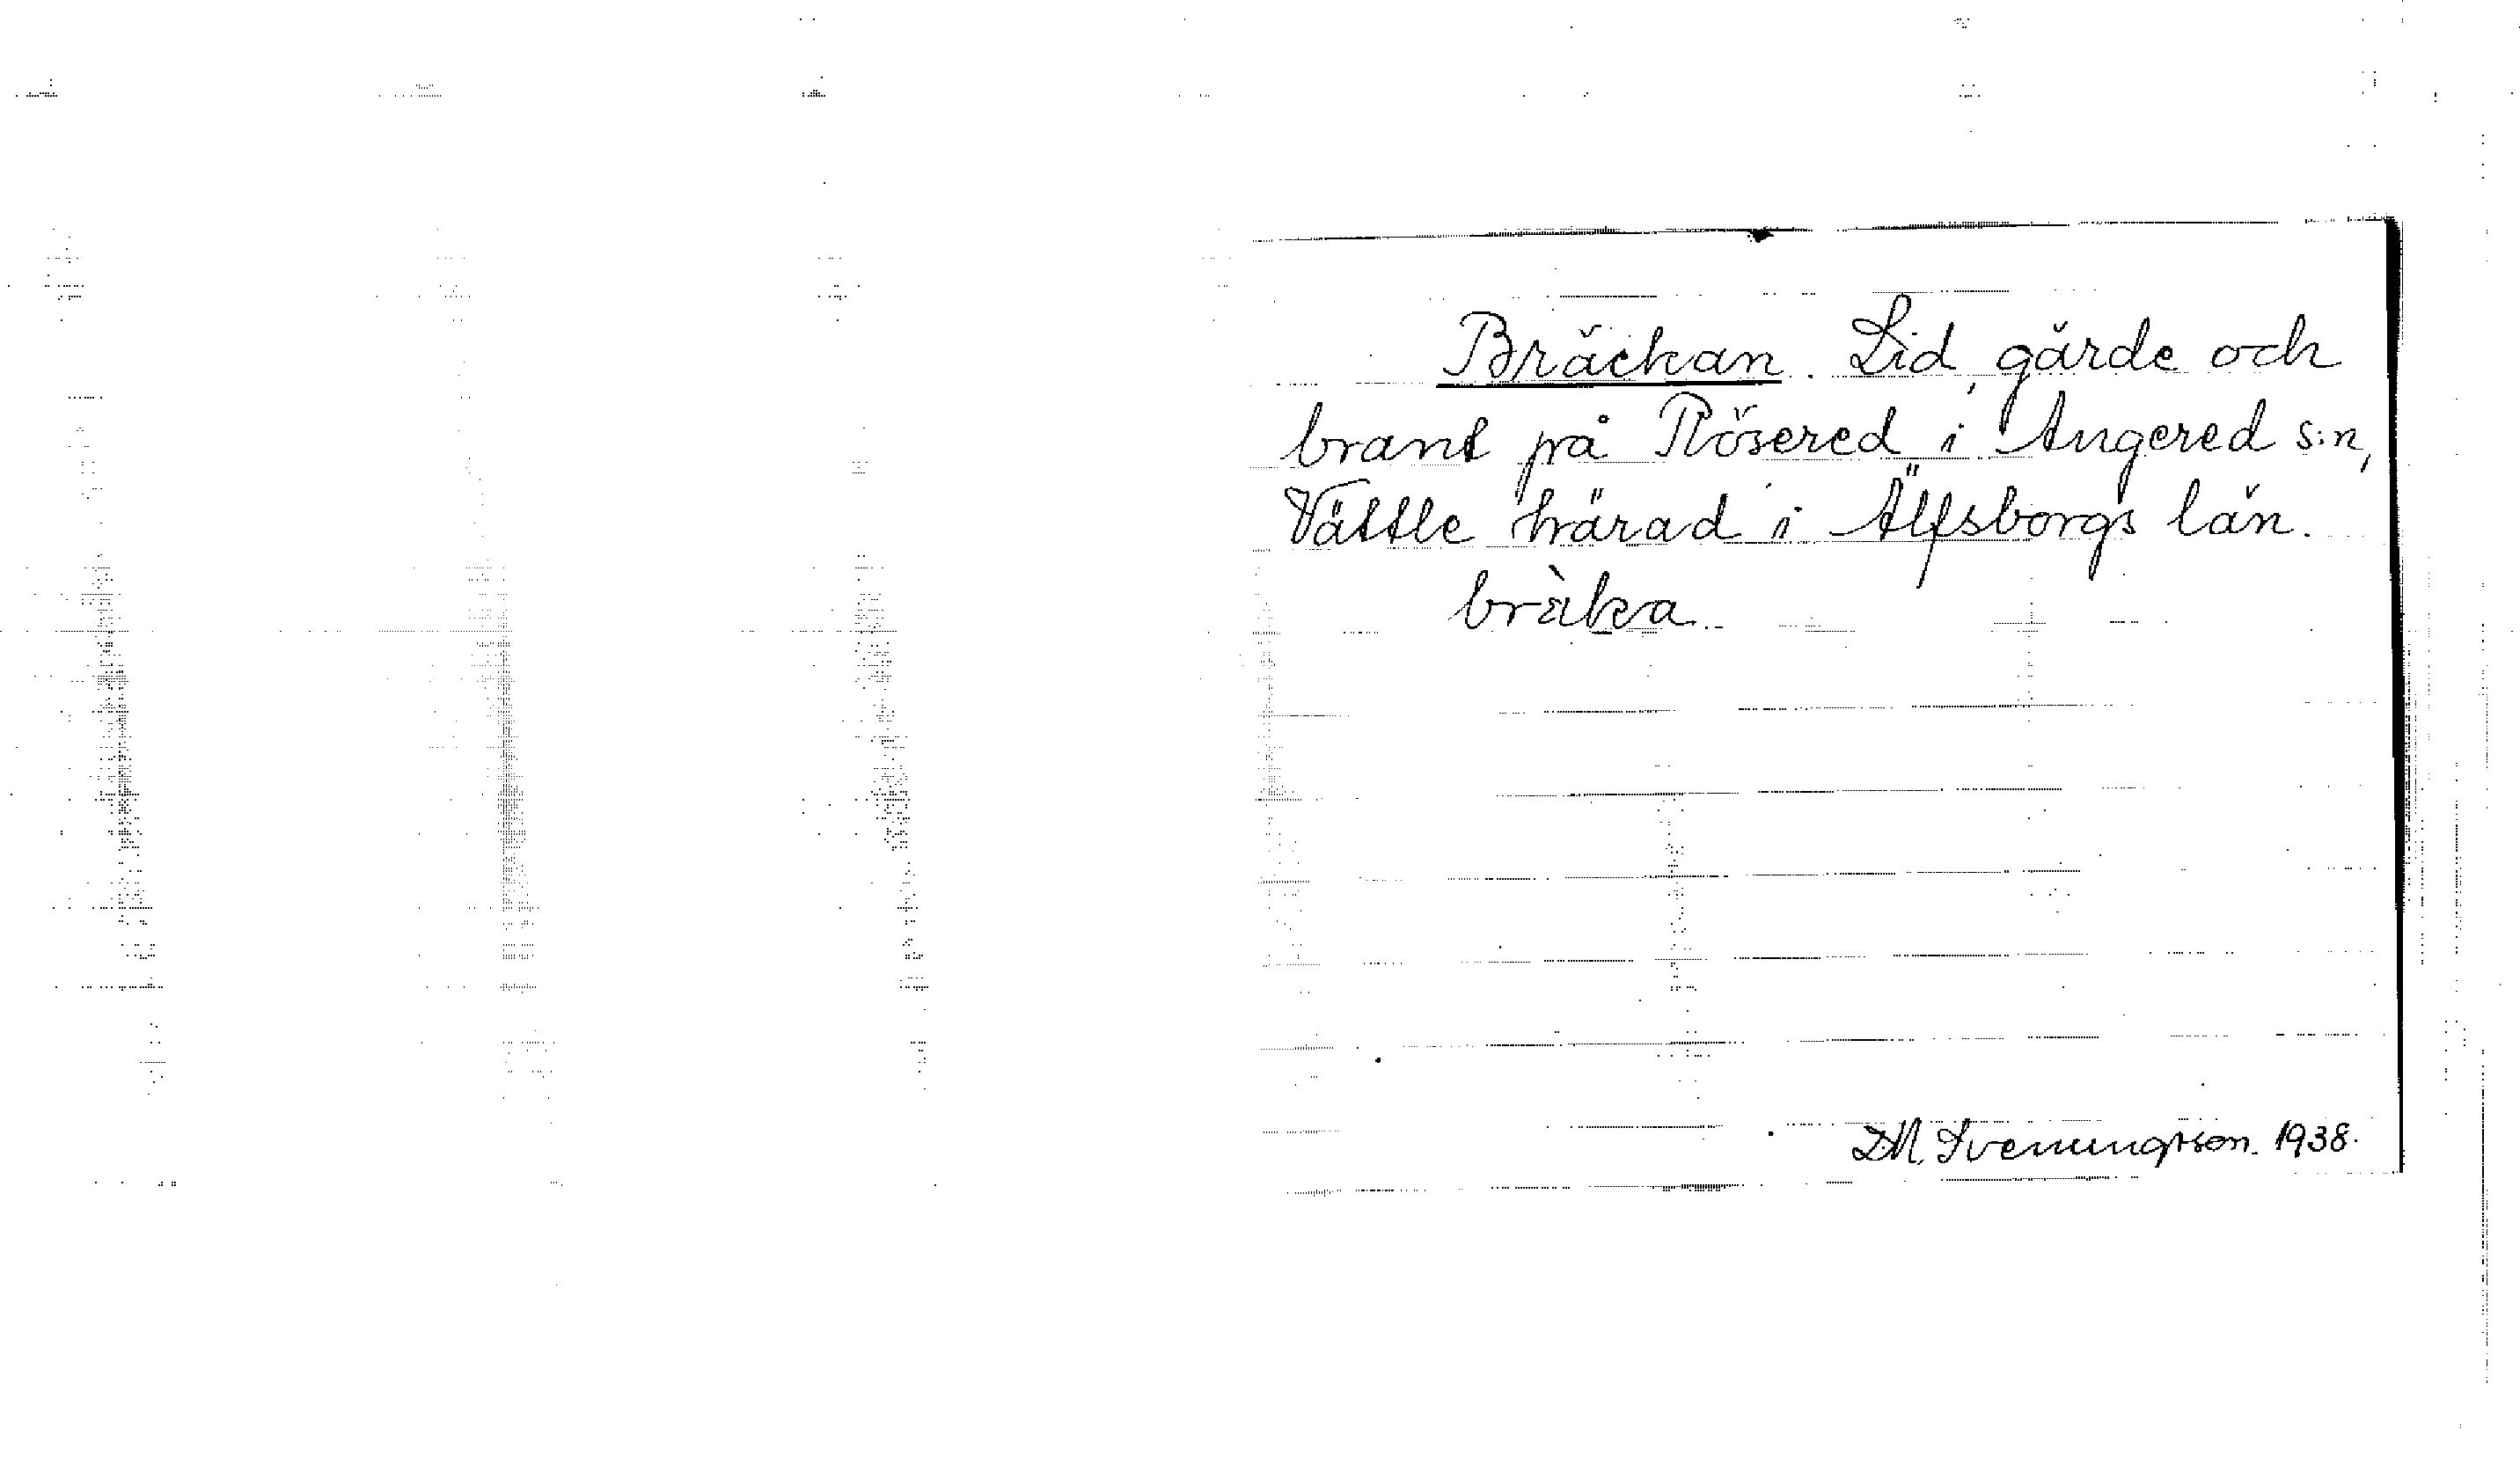 Bräckan. Lid, gärde och
brant på Rösered i Angered s:n,
Vättle härad i Älfsborgs län.
bräka.
D.M. Svenungsson. 1938.